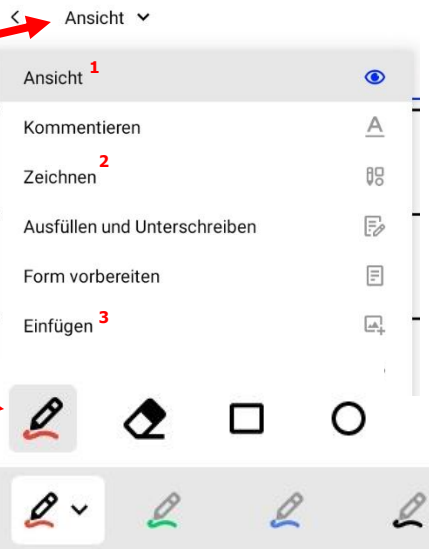 Ansicht
Ansicht 1
Kommentieren
Zeichnen 2
Ausfüllen und Unterschreiben
Form vorbereiten
Einfügen 3